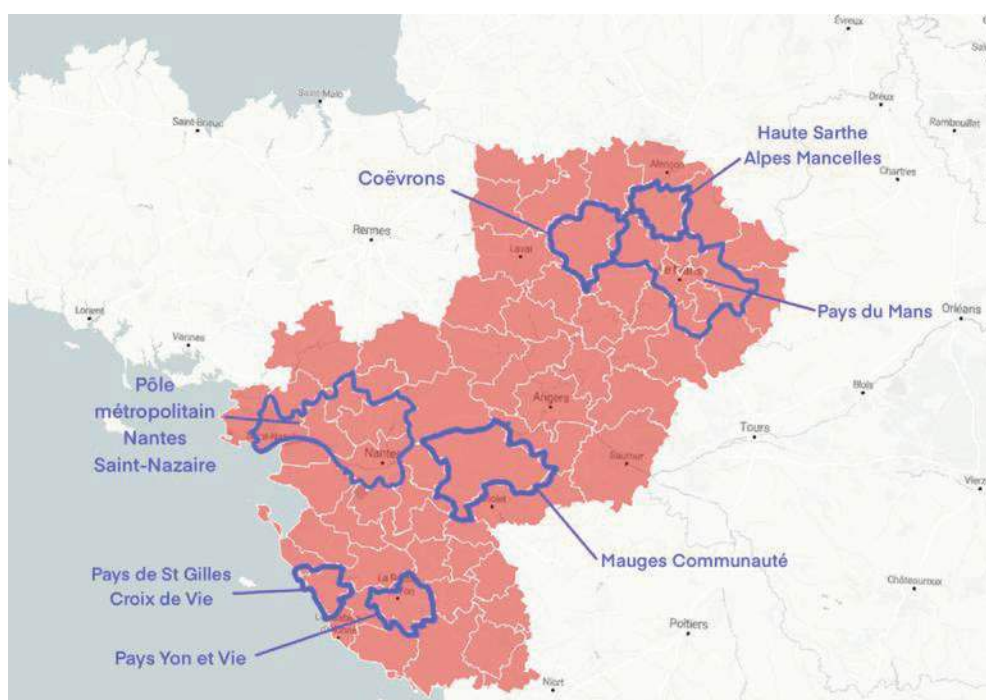 Évreux
Saint-Malo
Dreux
Saint-Brieuc
Rambouillet
Haute Sarthe
Alpes Mancelles
Alençon
Chartres
Coëvrons
Rennes
Laval
Le Mans
Lorient
Pays du Mans
Orléans
Vannes
Pôle
métropolitain
Nantes
Saint-Nazaire
Angers
Blois
Tours
Nantes
Saumur
Mauges Communauté
Pays de St Gilles
Croix de Vie
Châteauroux
Poitiers
Pays Yon et Vie
Niort